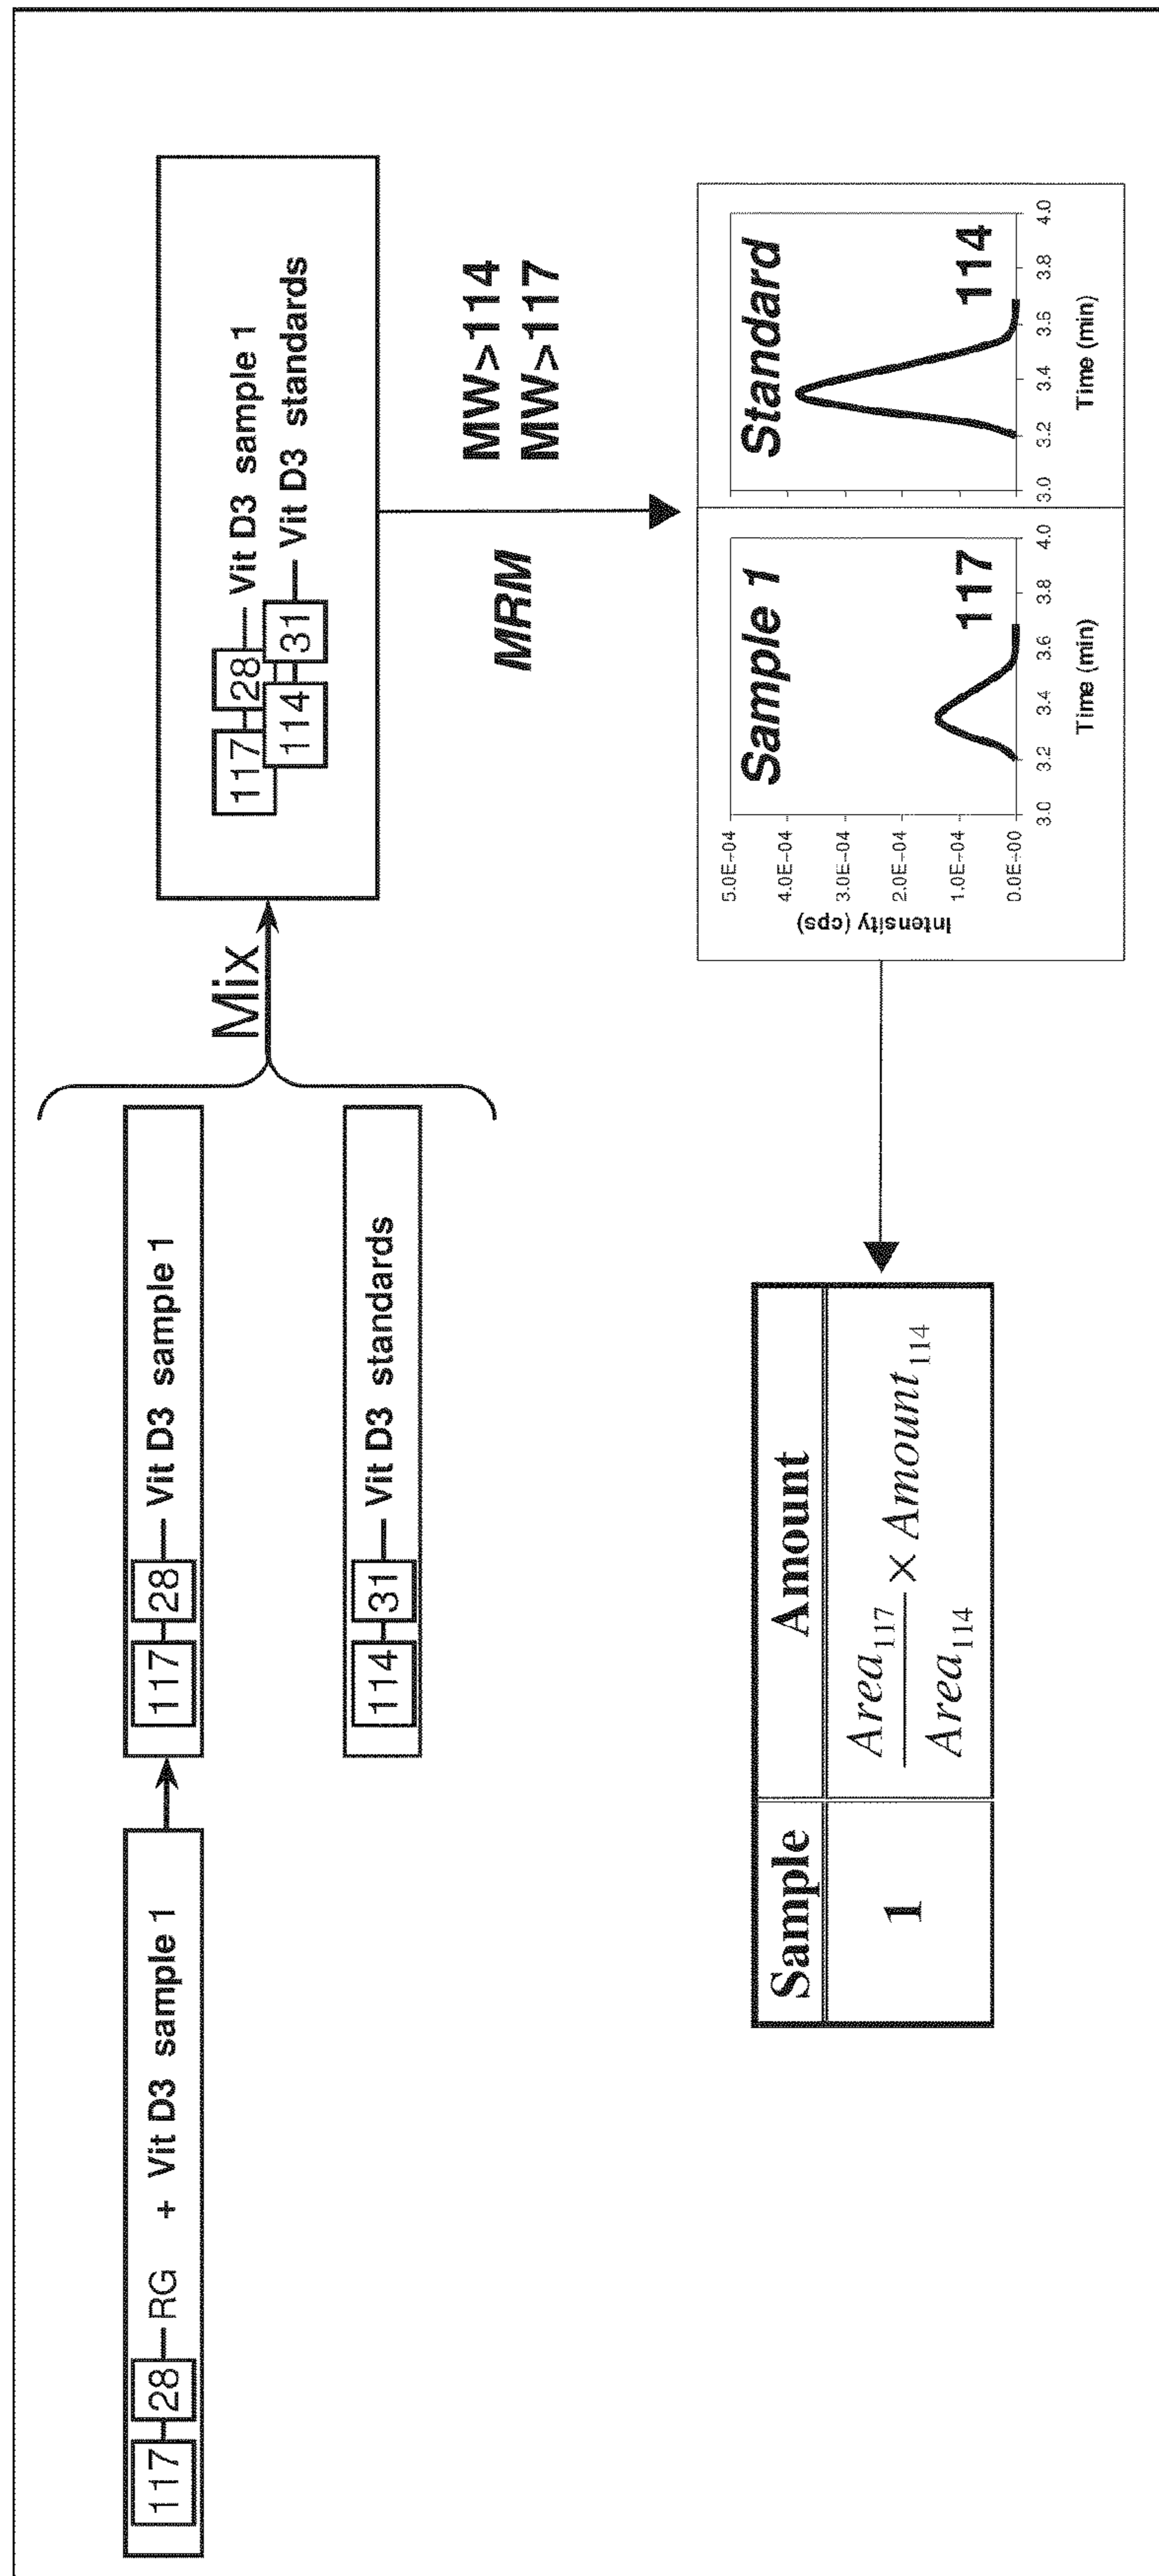 117 28 RG + Vit D3 sample 1
117 28 Vit D3 sample 1
114 31 Vit D3 standards
Mix
117 28 Vit D3 sample 1
114 31 Vit D3 standards
MRM
MW>114
MW>117
Intensity (cps)
5.0E+04
4.0E+04
3.0E+04
2.0E+04
1.0E+04
0.0E+00
Sample 1
117
3.0 3.2 3.4 3.6 3.8 4.0
Time (min)
Standard
114
3.0 3.2 3.4 3.6 3.8 4.0
Time (min)
Sample Amount
1 Area117 × Amount114
Area114